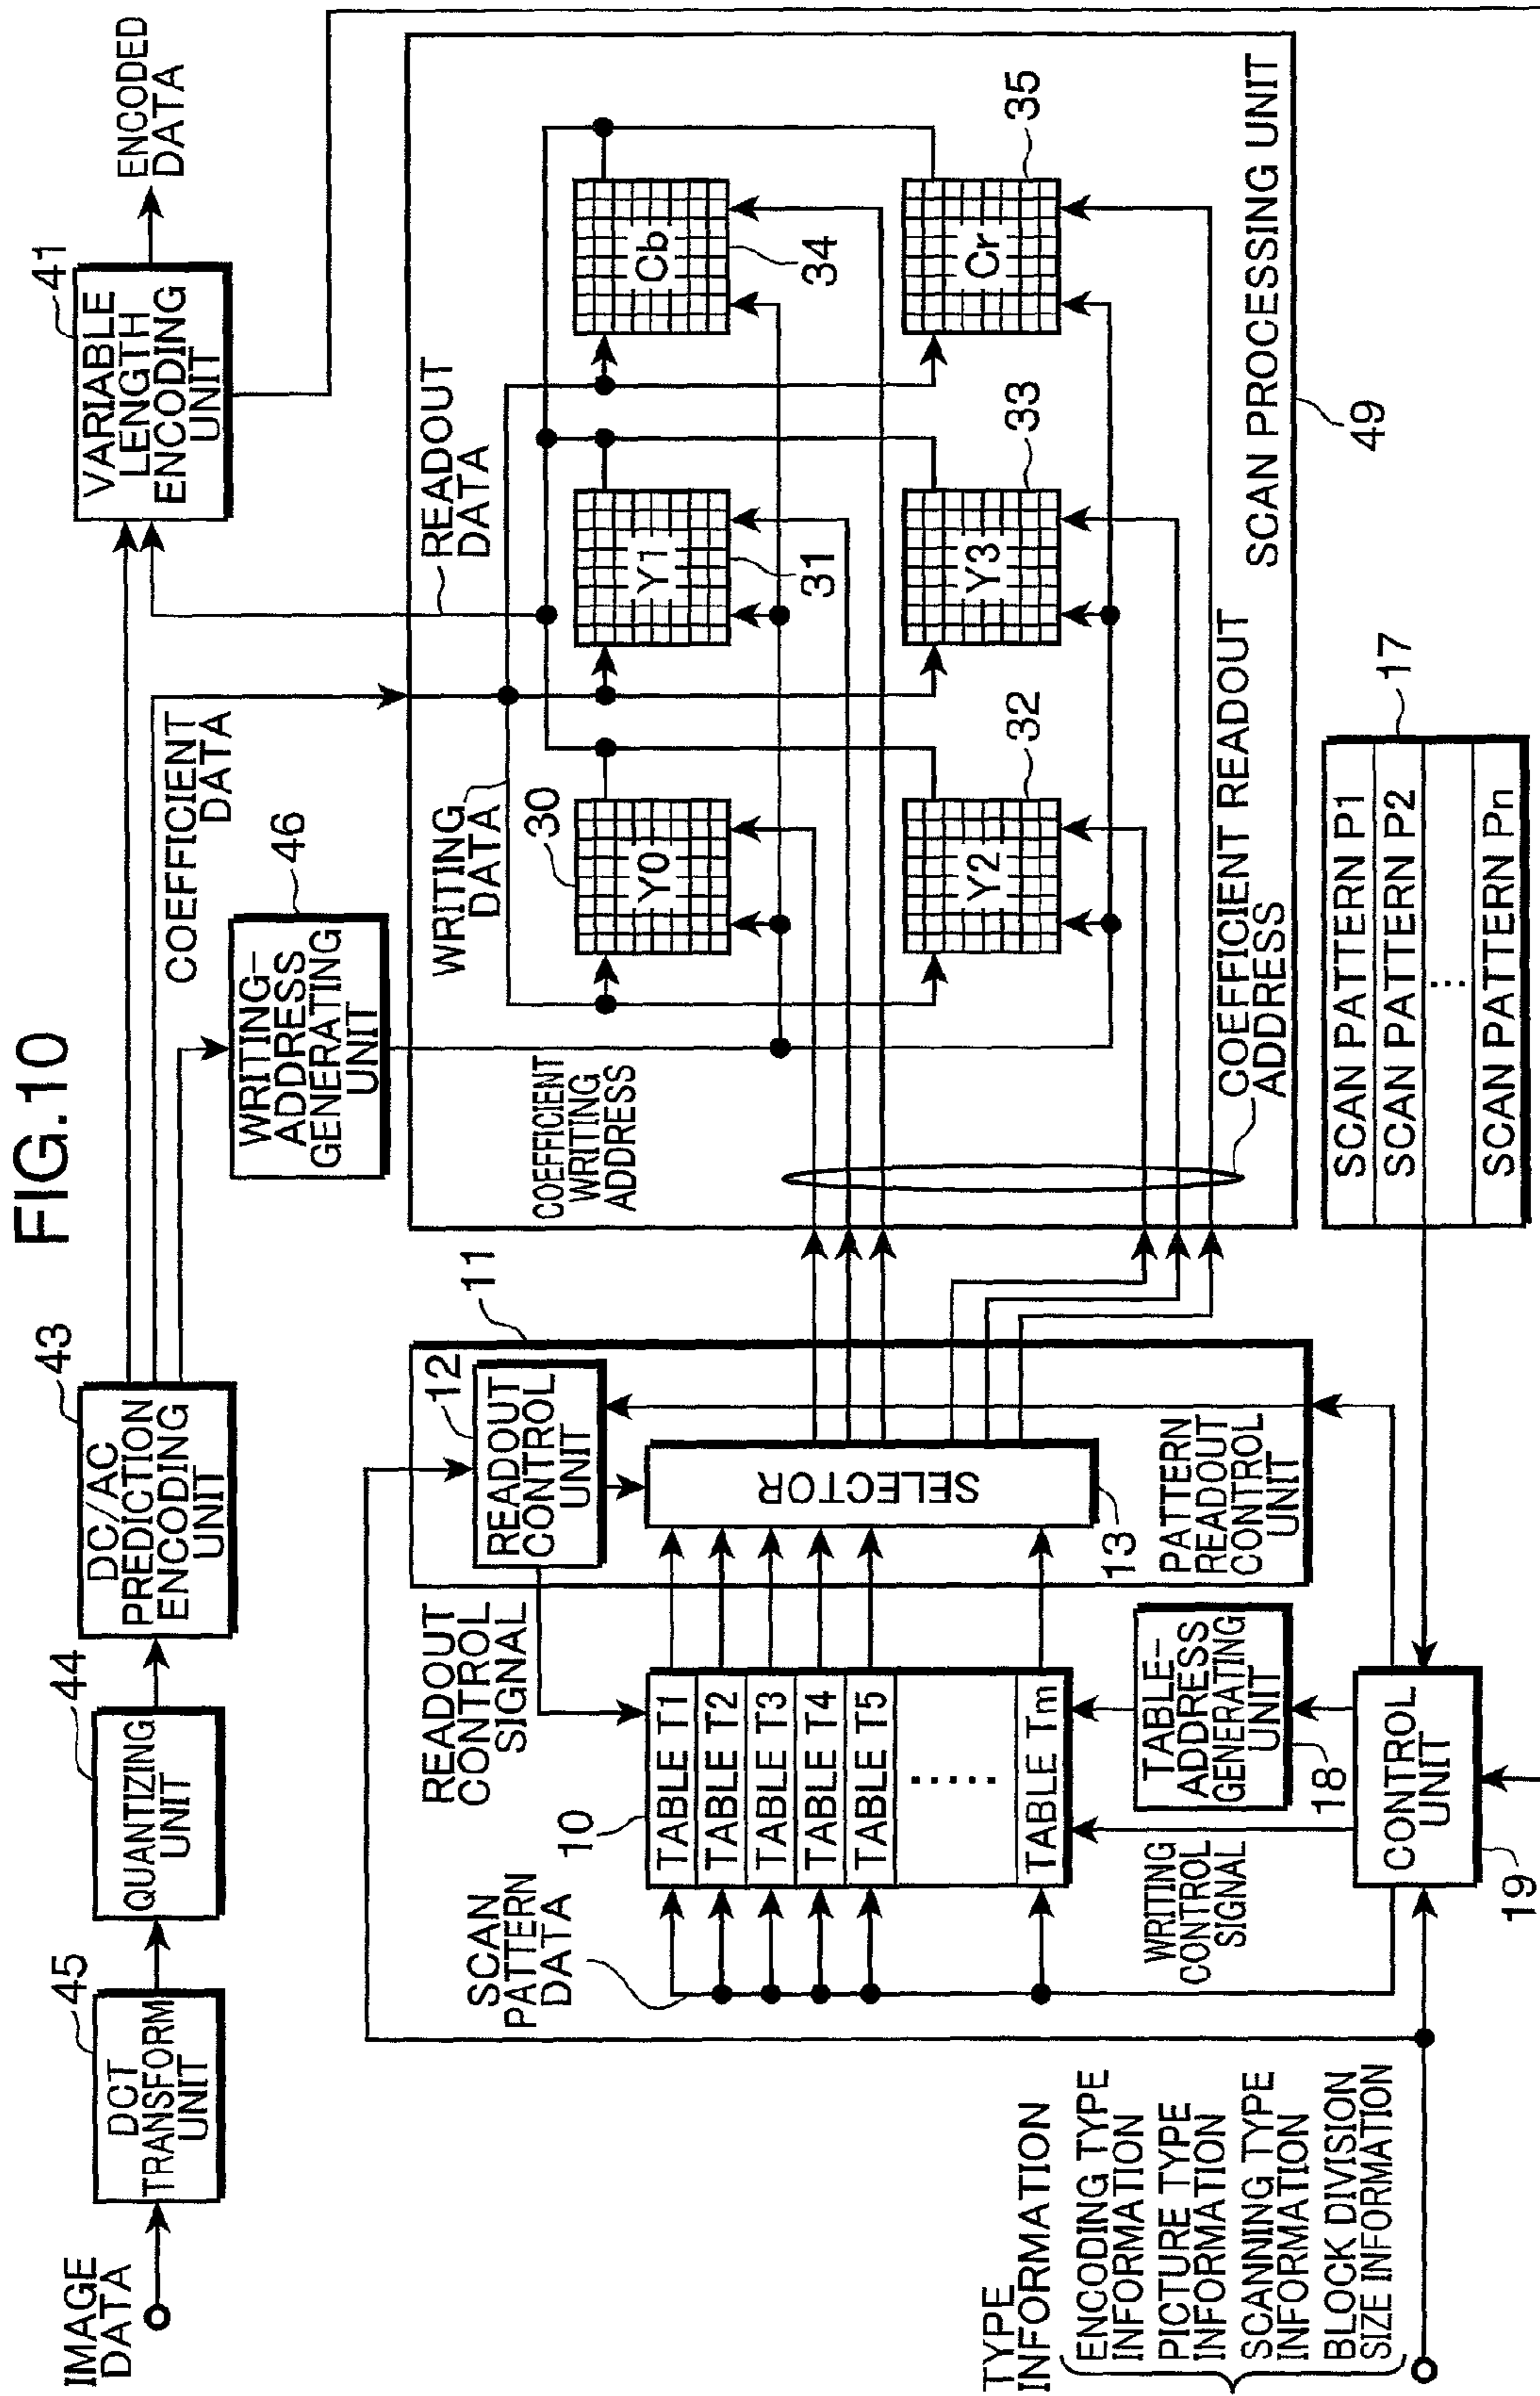 FIG.10
IMAGE
DATA
45
DCT
TRANSFORM
UNIT
44
QUANTIZING
UNIT
43
DC/AC
PREDICTION
ENCODING
UNIT
41
VARIABLE
LENGTH
ENCODING
UNIT
ENCODED
DATA
COEFFICIENT
DATA
46
WRITING-
ADDRESS
GENERATING
UNIT
READOUT
DATA
WRITING
DATA
COEFFICIENT
WRITING
ADDRESS
30
Y0
Y1
31
Cb
34
32
Y2
33
Y3
35
Cr
COEFFICIENT READOUT
ADDRESS
SCAN PROCESSING UNIT
49
11
12
READOUT
CONTROL
UNIT
SELECTOR
13
PATTERN
READOUT
CONTROL
UNIT
READOUT
CONTROL
SIGNAL
SCAN
PATTERN
DATA
10
TABLE T1
TABLE T2
TABLE T3
TABLE T4
TABLE T5
.....
TABLE Tm
WRITING
CONTROL
SIGNAL
TABLE-
ADDRESS
GENERATING
UNIT
18
CONTROL
UNIT
19
SCAN PATTERN P1
SCAN PATTERN P2
...
SCAN PATTERN Pn
17
TYPE
INFORMATION
ENCODING TYPE
INFORMATION
PICTURE TYPE
INFORMATION
SCANNING TYPE
INFORMATION
BLOCK DIVISION
SIZE INFORMATION